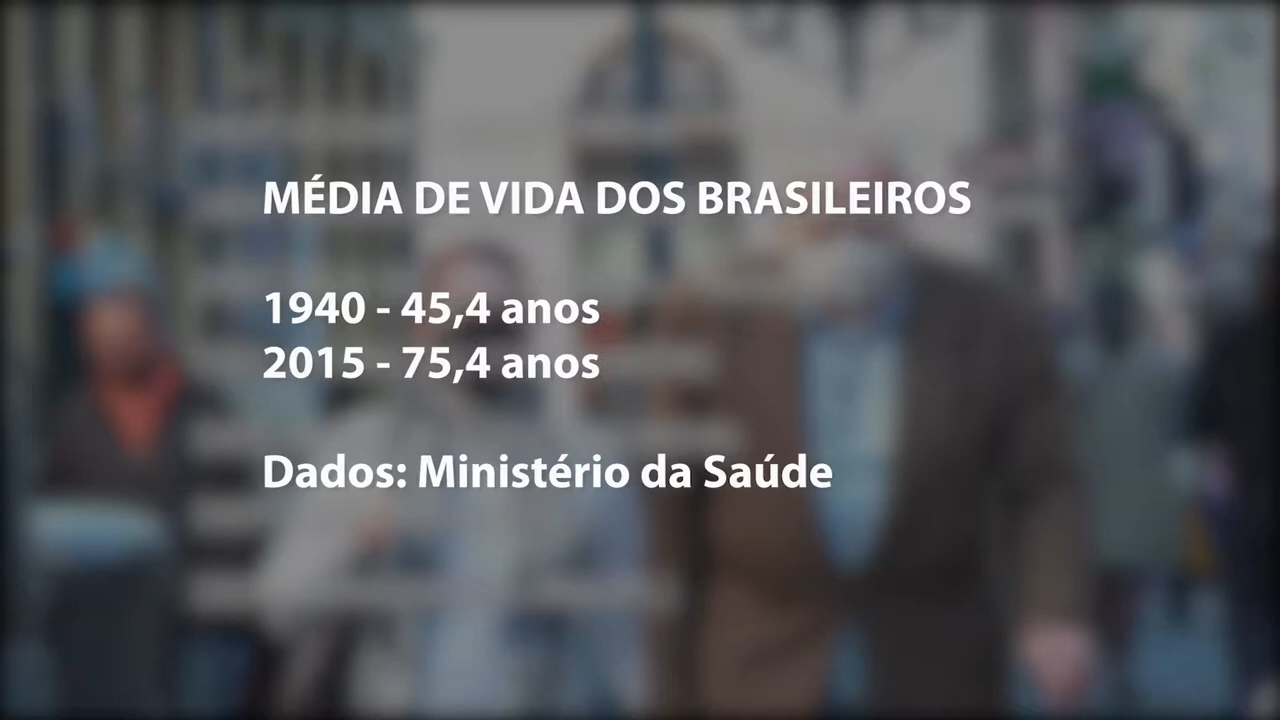 MÉDIA DE VIDA DOS BRASILEIROS
1940 - 45,4 anos
2015 - 75,4 anos
Dados: Ministério da Saúde